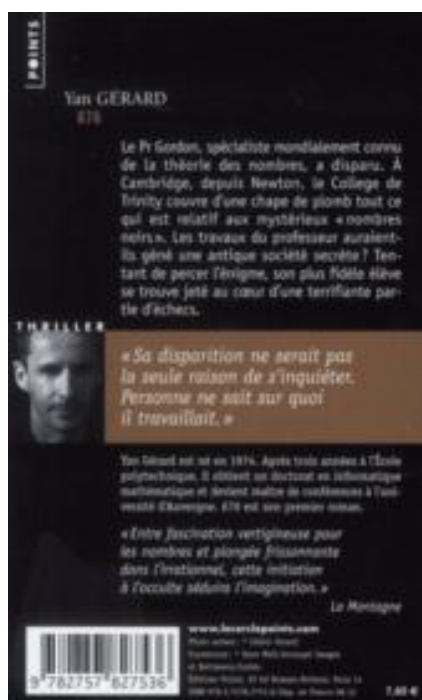 POINTS
Yan GÉRARD
878
Le Pr Gordon, spécialiste mondialement connu
de la théorie des nombres, a disparu. À
Cambridge, depuis Newton, le College de
Trinity couvre d'une chape de plomb tout ce
qui est relatif aux mystérieux « nombres
noirs ». Les travaux du professeur auraient-
ils gêné une antique société secrète ? Ten-
tant de percer l'énigme, son plus fidèle élève
se trouve jeté au cœur d'une terrifiante par-
tie d'échecs.
THRILLER
« Sa disparition ne serait pas
la seule raison de s'inquiéter.
Personne ne sait sur quoi
il travaillait. »
Yan Gérard est né en 1974. Après trois années à l'École
polytechnique, il obtient un doctorat en informatique
mathématique et devient maître de conférences à l'uni-
versité d'Auvergne. 878 est son premier roman.
« Entre fascination vertigineuse pour
les nombres et plongée frissonnante
dans l'irrationnel, cette initiation
à l'occulte séduira l'imagination. »
La Montagne
www.lecerclepoints.com
9 782757 827536
7,60 €